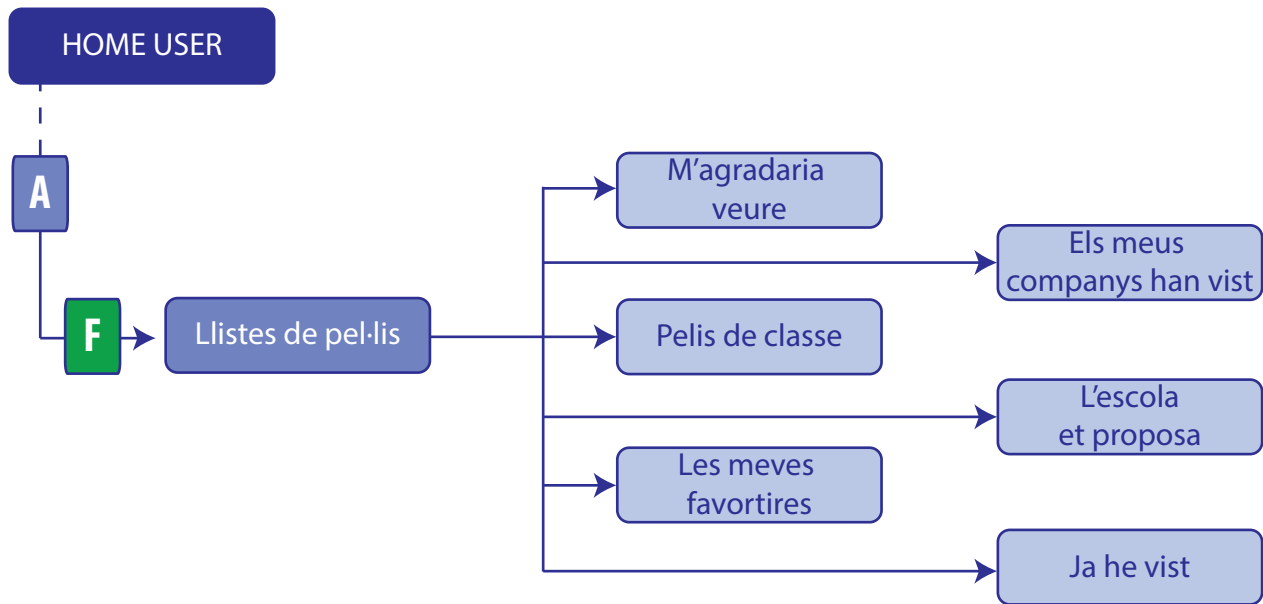 HOME USER
A
M’agradaria
veure
Els meus
companys han vist
F
Llistes de pel·lis
Pelis de classe
L’escola
et proposa
Les meves
favortires
Ja he vist